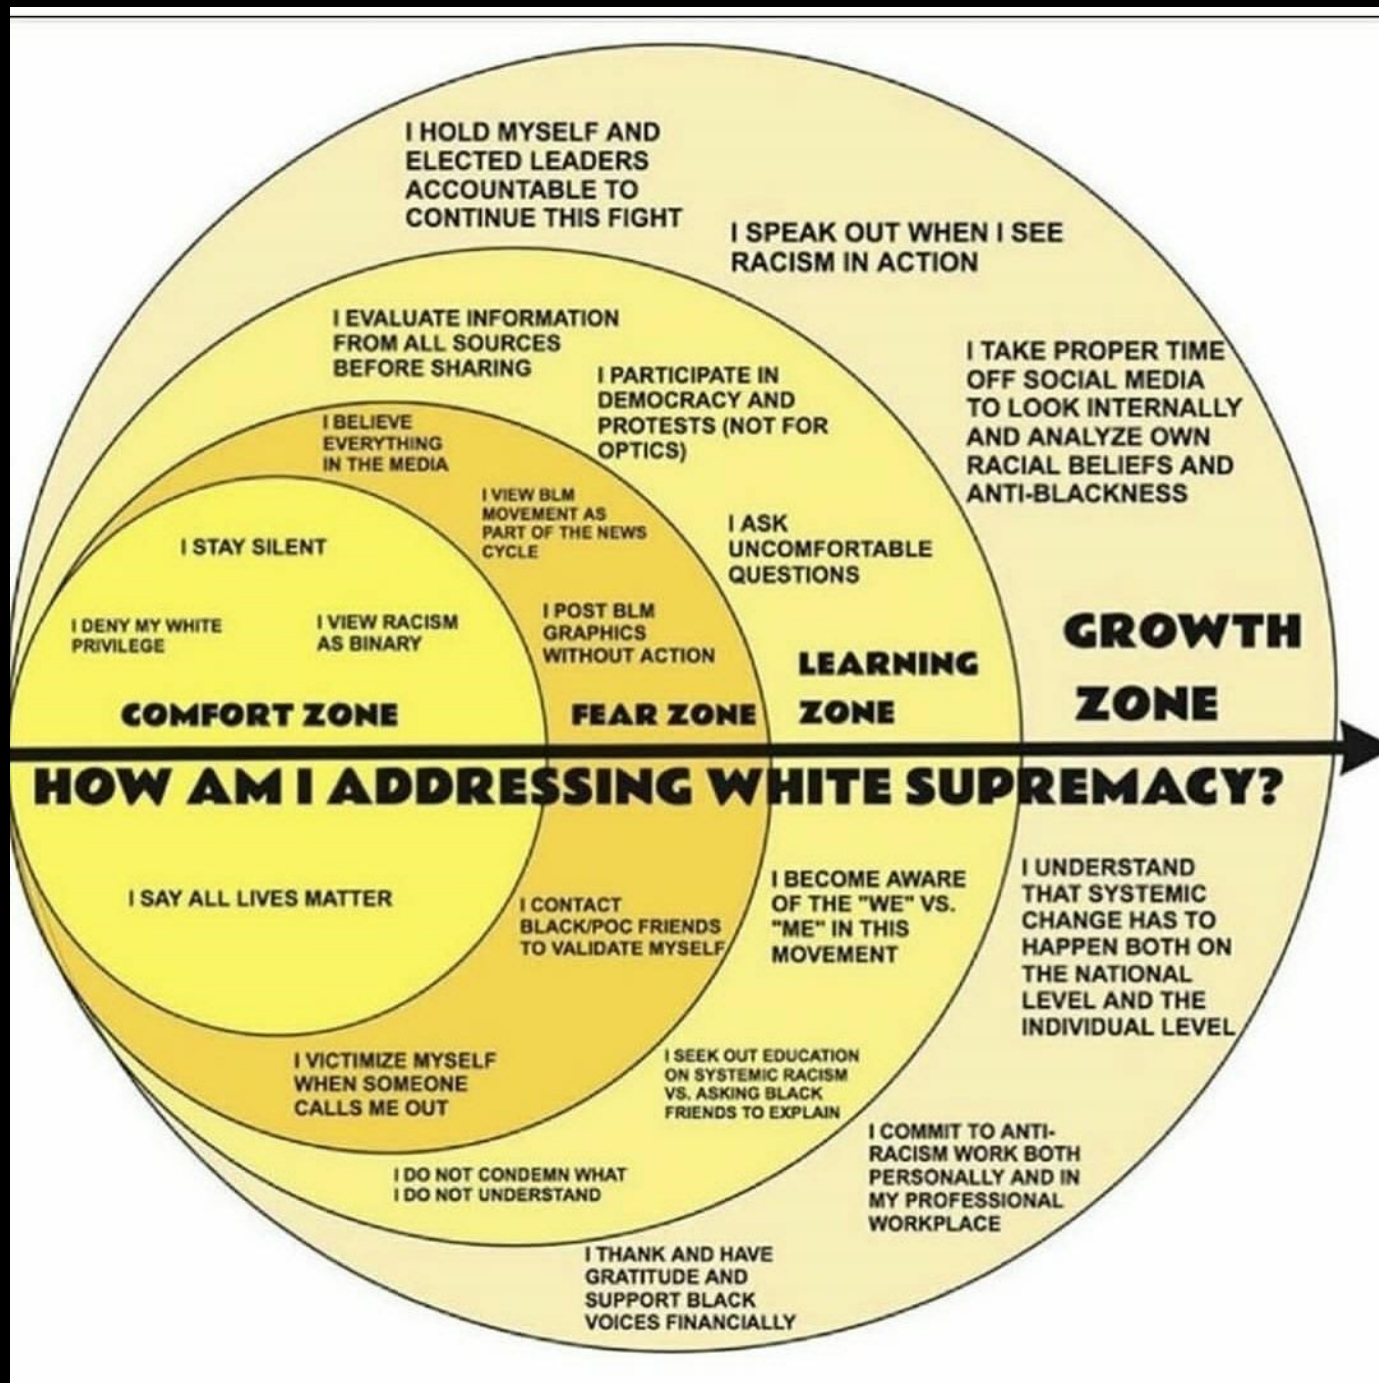 I HOLD MYSELF AND
ELECTED LEADERS
ACCOUNTABLE TO
CONTINUE THIS FIGHT
I SPEAK OUT WHEN I SEE
RACISM IN ACTION
I TAKE PROPER TIME
OFF SOCIAL MEDIA
TO LOOK INTERNALLY
AND ANALYZE OWN
RACIAL BELIEFS AND
ANTI-BLACKNESS
GROWTH
ZONE
I EVALUATE INFORMATION
FROM ALL SOURCES
BEFORE SHARING
I PARTICIPATE IN
DEMOCRACY AND
PROTESTS (NOT FOR
OPTICS)
I ASK
UNCOMFORTABLE
QUESTIONS
LEARNING
ZONE
I BELIEVE
EVERYTHING
IN THE MEDIA
I VIEW BLM
MOVEMENT AS
PART OF THE NEWS
CYCLE
I POST BLM
GRAPHICS
WITHOUT ACTION
FEAR ZONE
I STAY SILENT
I DENY MY WHITE
PRIVILEGE
I VIEW RACISM
AS BINARY
COMFORT ZONE
HOW AM I ADDRESSING WHITE SUPREMACY?
I SAY ALL LIVES MATTER
I CONTACT
BLACK/POC FRIENDS
TO VALIDATE MYSELF
I VICTIMIZE MYSELF
WHEN SOMEONE
CALLS ME OUT
I BECOME AWARE
OF THE "WE" VS.
"ME" IN THIS
MOVEMENT
I SEEK OUT EDUCATION
ON SYSTEMIC RACISM
VS. ASKING BLACK
FRIENDS TO EXPLAIN
I DO NOT CONDEMN WHAT
I DO NOT UNDERSTAND
I UNDERSTAND
THAT SYSTEMIC
CHANGE HAS TO
HAPPEN BOTH ON
THE NATIONAL
LEVEL AND THE
INDIVIDUAL LEVEL
I COMMIT TO ANTI-
RACISM WORK BOTH
PERSONALLY AND IN
MY PROFESSIONAL
WORKPLACE
I THANK AND HAVE
GRATITUDE AND
SUPPORT BLACK
VOICES FINANCIALLY